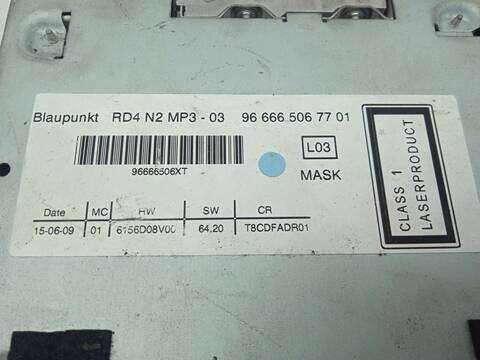 Blaupunkt RD4 N2 MP3 - 03 96 666 506 77 01
L03
96666506XT
MASK
Date MC HW SW CR
15-06-09 01 6156D08V00 64,20 T8CDFADR01
CLASS 1
LASERPRODUCT